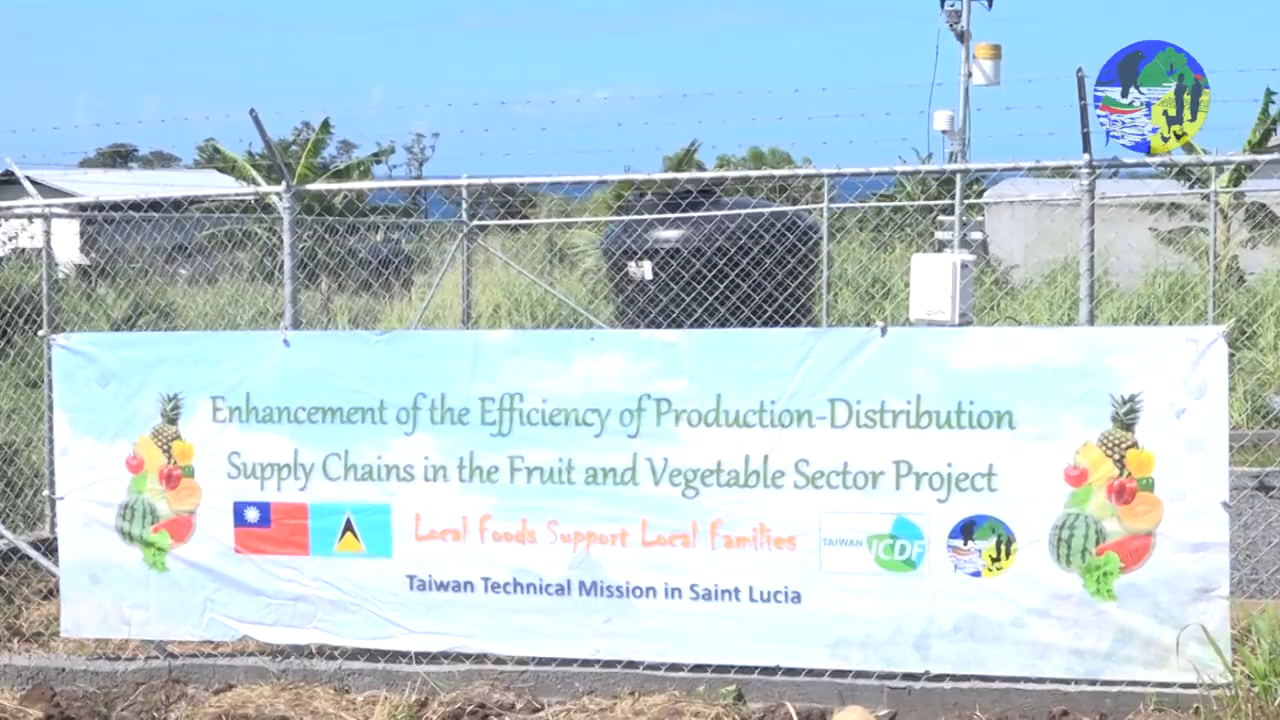 Enhancement of the Efficiency of Production-Distribution
Supply Chains in the Fruit and Vegetable Sector Project
Local Foods Support Local Families
TAIWAN ICDF
Taiwan Technical Mission in Saint Lucia